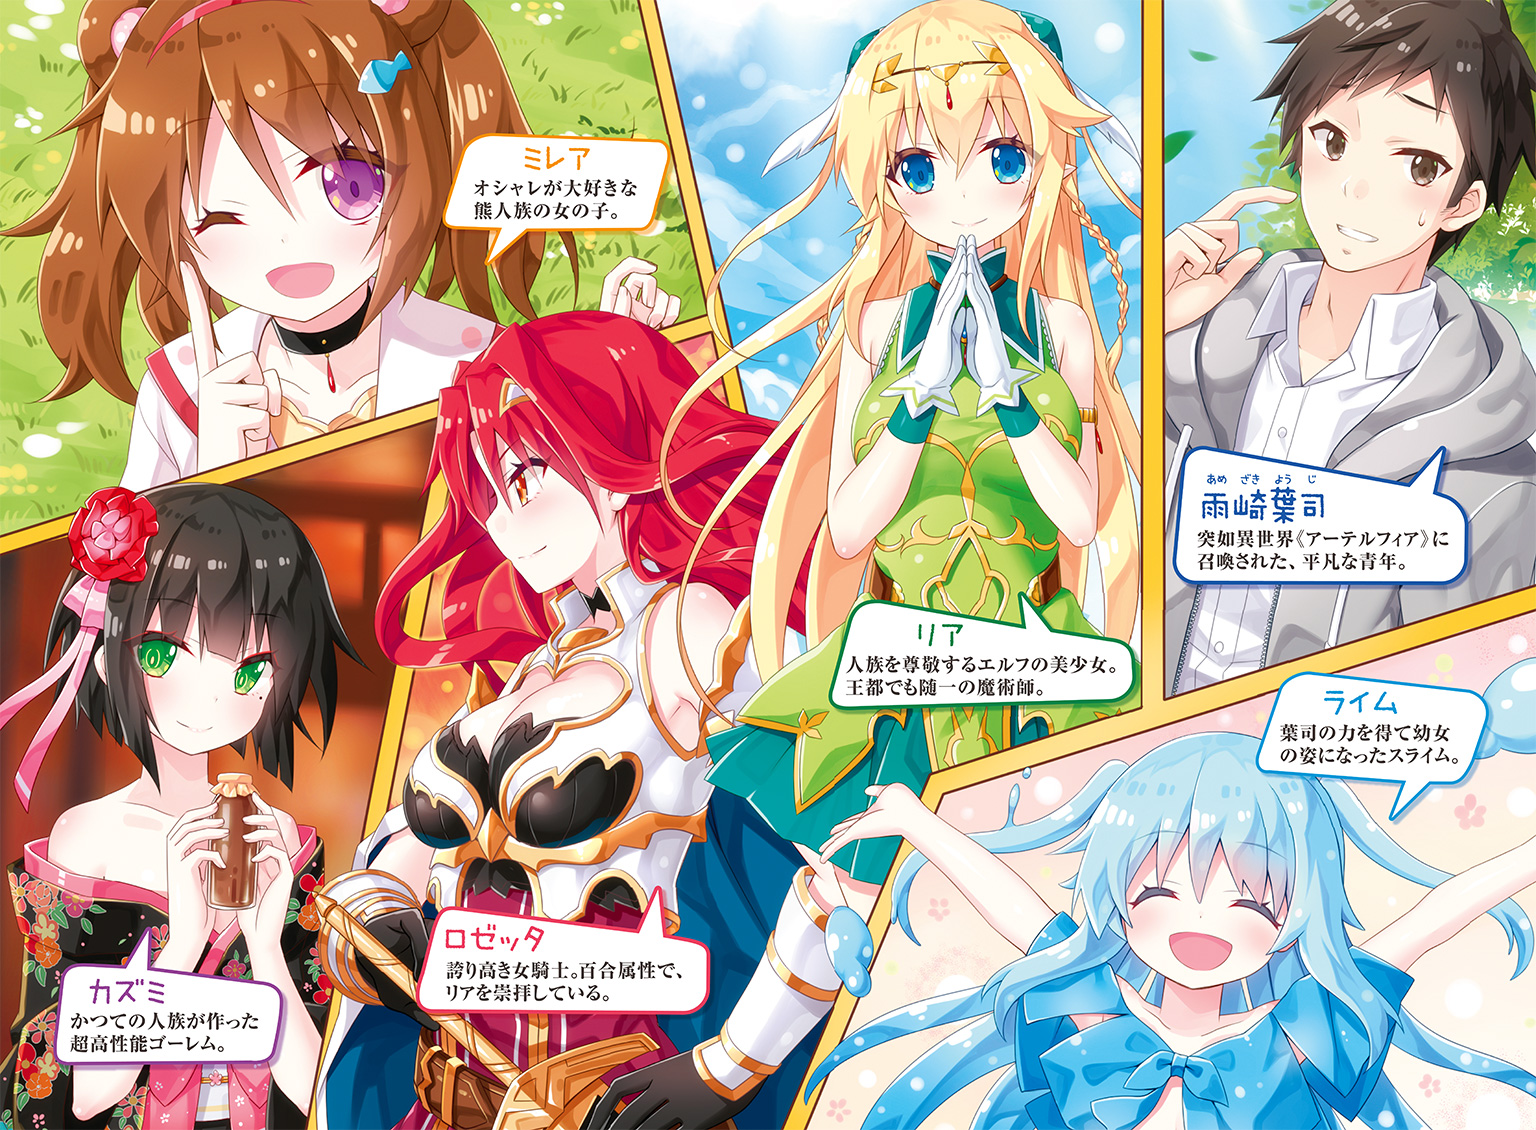 ミレア
オシャレが大好きな
熊人族の女の子。
リア
人族を尊敬するエルフの美少女。
王都でも随一の魔術師。
あめ ざき よう じ
雨崎葉司
突如異世界《アーテルフィア》に
召喚された、平凡な青年。
カズミ
かつての人族が作った
超高性能ゴーレム。
ロゼッタ
誇り高き女騎士。百合属性で、
リアを崇拝している。
ライム
葉司の力を得て幼女
の姿になったスライム。